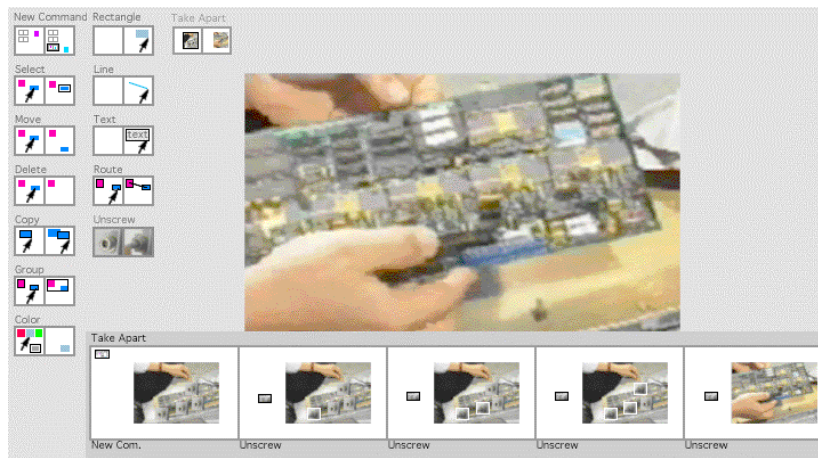 New Command Rectangle Take Apart
Select Line
Move Text
text
Delete Route
Copy Unscrew
Group
Color
Take Apart
New Com. Unscrew Unscrew Unscrew Unscrew